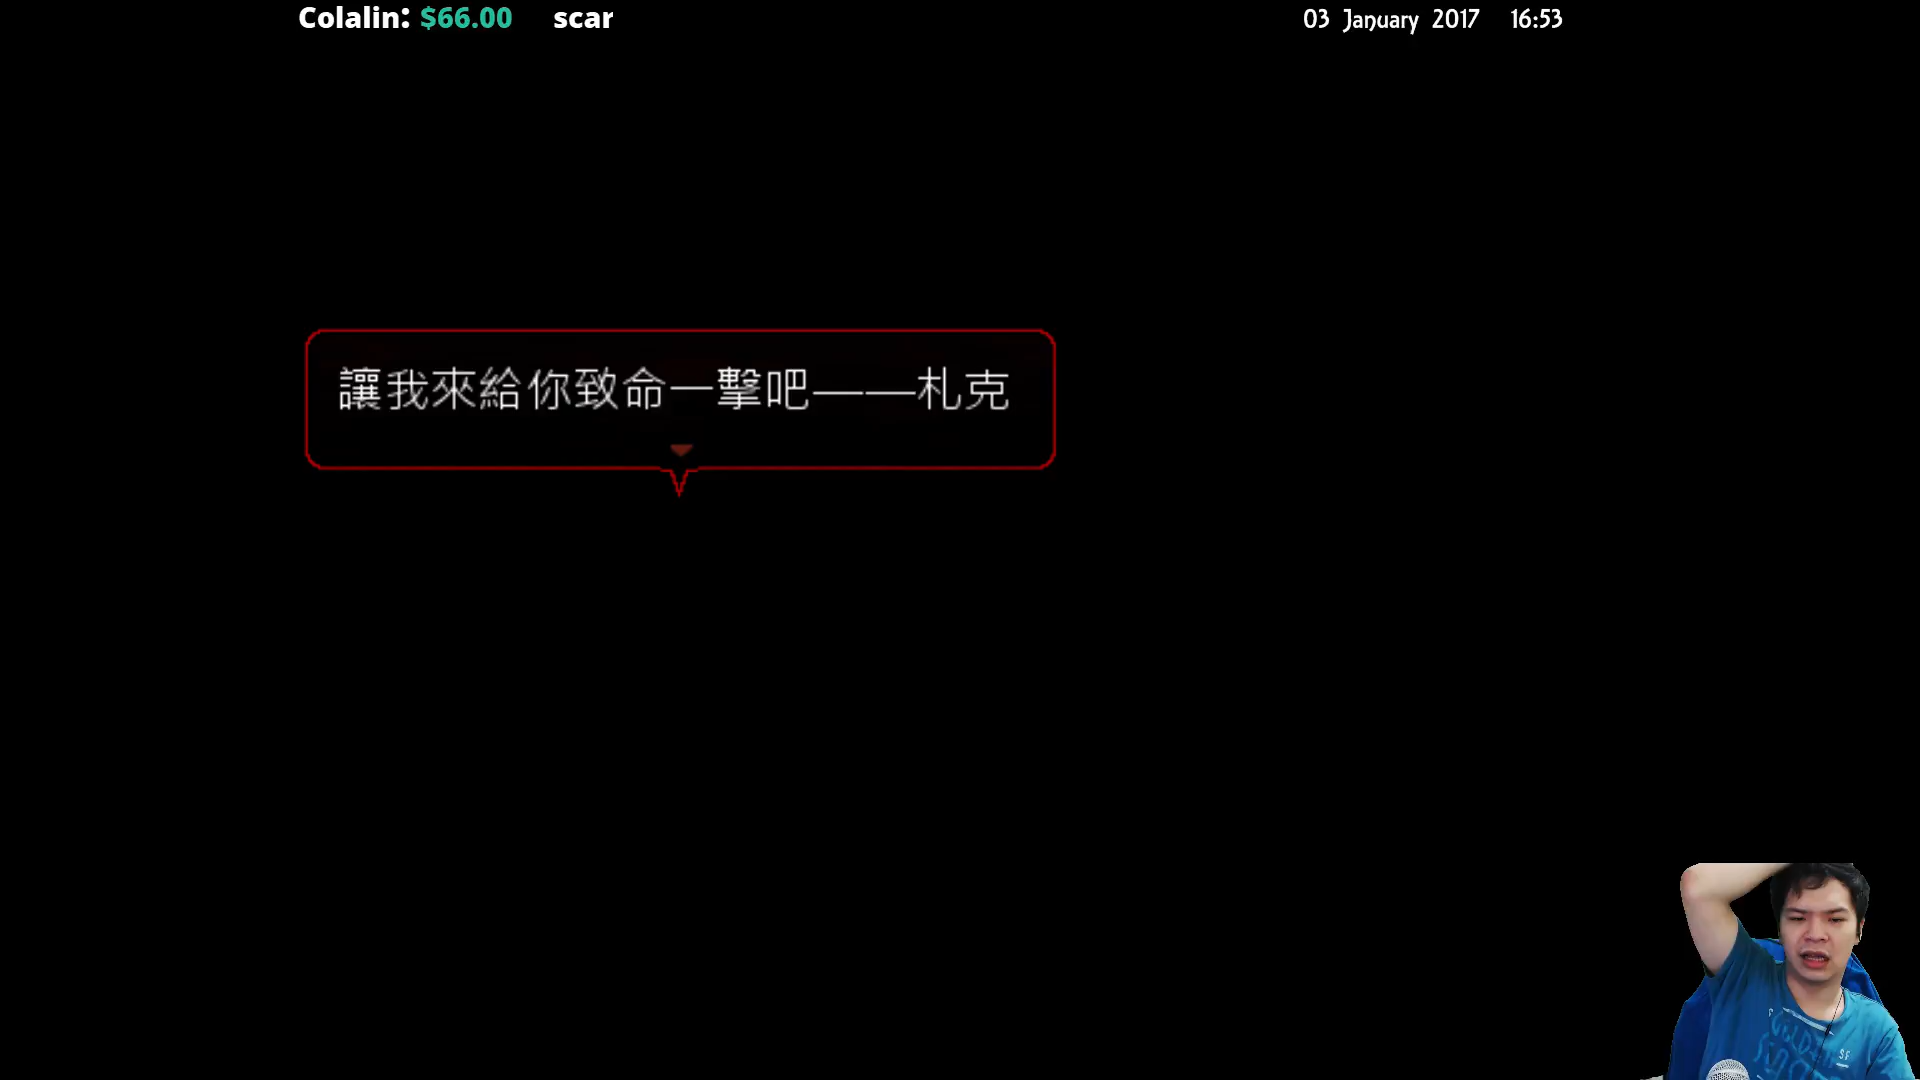 Colalin: $66.00 scar
03 January 2017 16:53
讓我來給你致命一擊吧——札克
SF